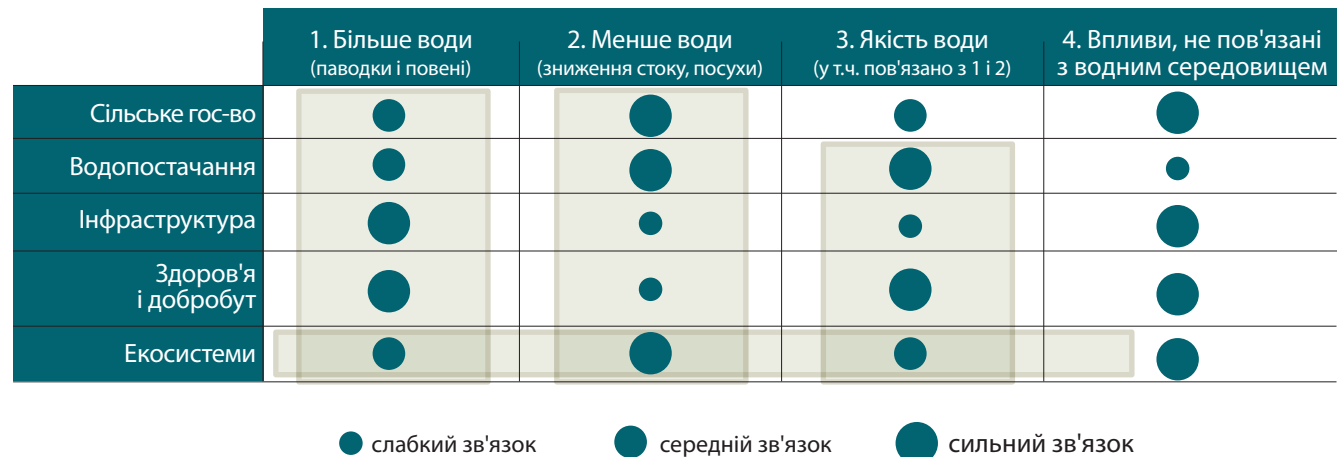 1. Більше води
(паводки і повені)
2. Менше води
(зниження стоку, посухи)
3. Якість води
(у т.ч. пов'язано з 1 і 2)
4. Впливи, не пов'язані
з водним середовищем
Сільське гос-во
Водопостачання
Інфраструктура
Здоров'я
і добробут
Екосистеми
слабкий зв'язок
середній зв'язок
сильний зв'язок